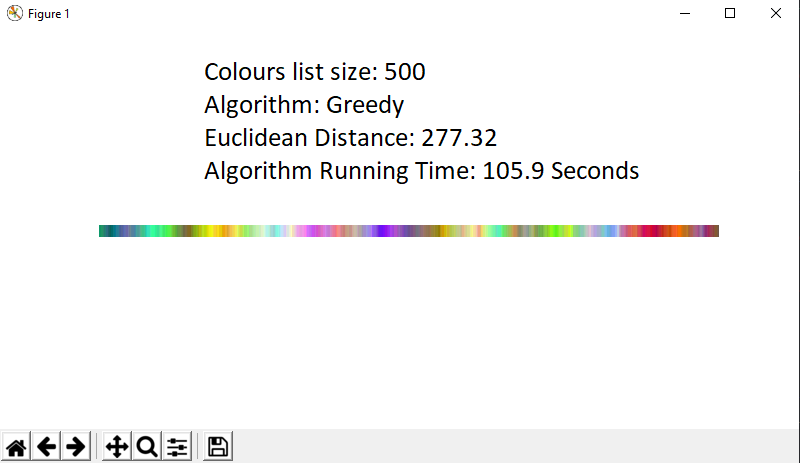 Figure 1
Colours list size: 500
Algorithm: Greedy
Euclidean Distance: 277.32
Algorithm Running Time: 105.9 Seconds